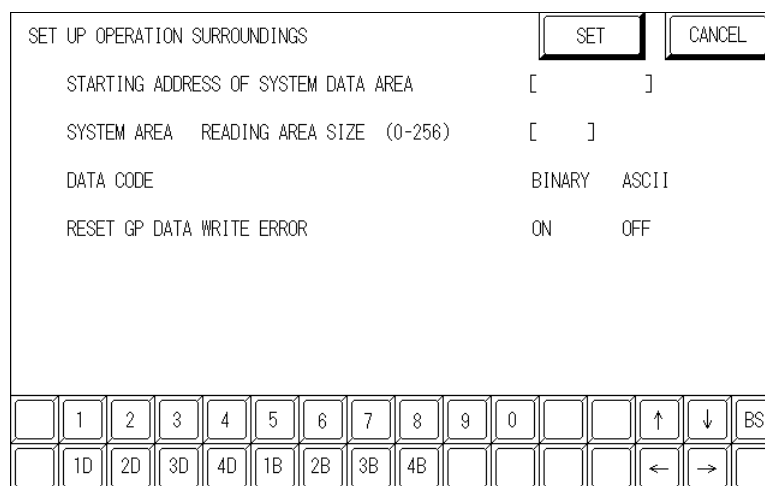 SET UP OPERATION SURROUNDINGS SET CANCEL
STARTING ADDRESS OF SYSTEM DATA AREA [ ]
SYSTEM AREA READING AREA SIZE (0-256) [ ]
DATA CODE BINARY ASCII
RESET GP DATA WRITE ERROR ON OFF
1 2 3 4 5 6 7 8 9 0 ↑ ↓ BS
1D 2D 3D 4D 1B 2B 3B 4B ← →